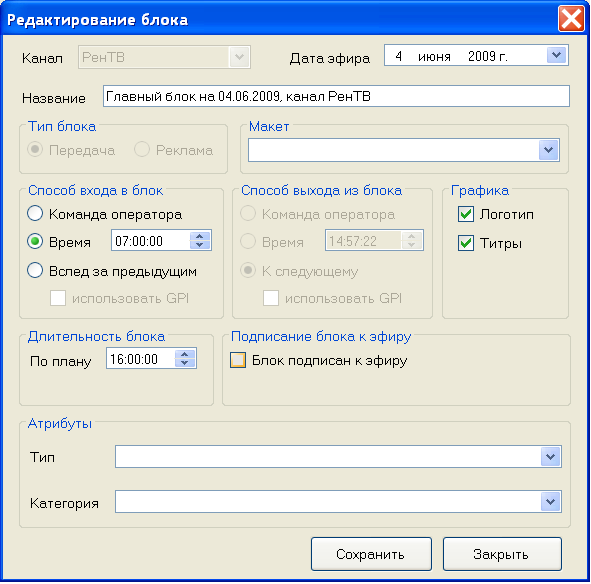 Редактирование блока
Канал РенТВ Дата эфира 4 июня 2009 г.
Название Главный блок на 04.06.2009, канал РенТВ
Тип блока Макет
Передача Реклама
Способ входа в блок Способ выхода из блока Графика
Команда оператора Команда оператора Логотип
Время 07:00:00 Время 14:57:22 Титры
Вслед за предыдущим К следующему
использовать GPI использовать GPI
Длительность блока Подписание блока к эфиру
По плану 16:00:00 Блок подписан к эфиру
Атрибуты
Тип
Категория
Сохранить Закрыть